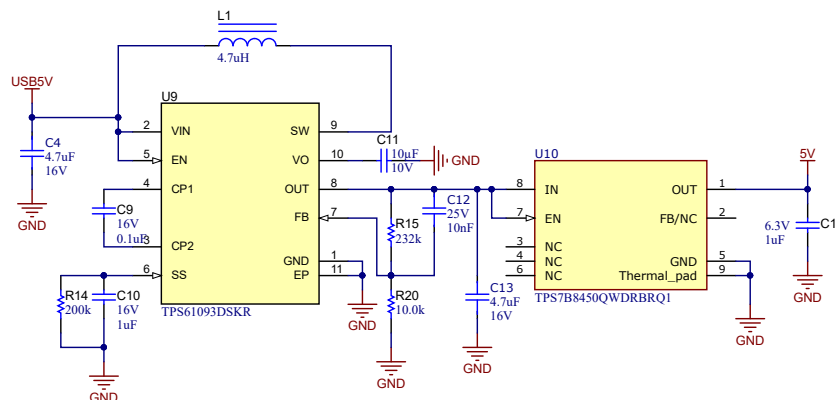 L1
4.7uH
USB5V
U9
C4
4.7uF
16V
GND
2
VIN
5
EN
4
CP1
3
CP2
6
SS
SW
9
VO
10
OUT
8
FB
7
GND
1
EP
11
TPS61093DSKR
C9
16V
0.1uF
R14
200k
C10
16V
1uF
GND
C11
10µF
10V
GND
R15
232k
C12
25V
10nF
R20
10.0k
GND
GND
C13
4.7uF
16V
GND
U10
8
IN
7
EN
3
NC
4
NC
6
NC
OUT
1
FB/NC
2
GND
5
Thermal_pad
9
TPS7B8450QWDRBRQ1
5V
C1
6.3V
1uF
GND
GND